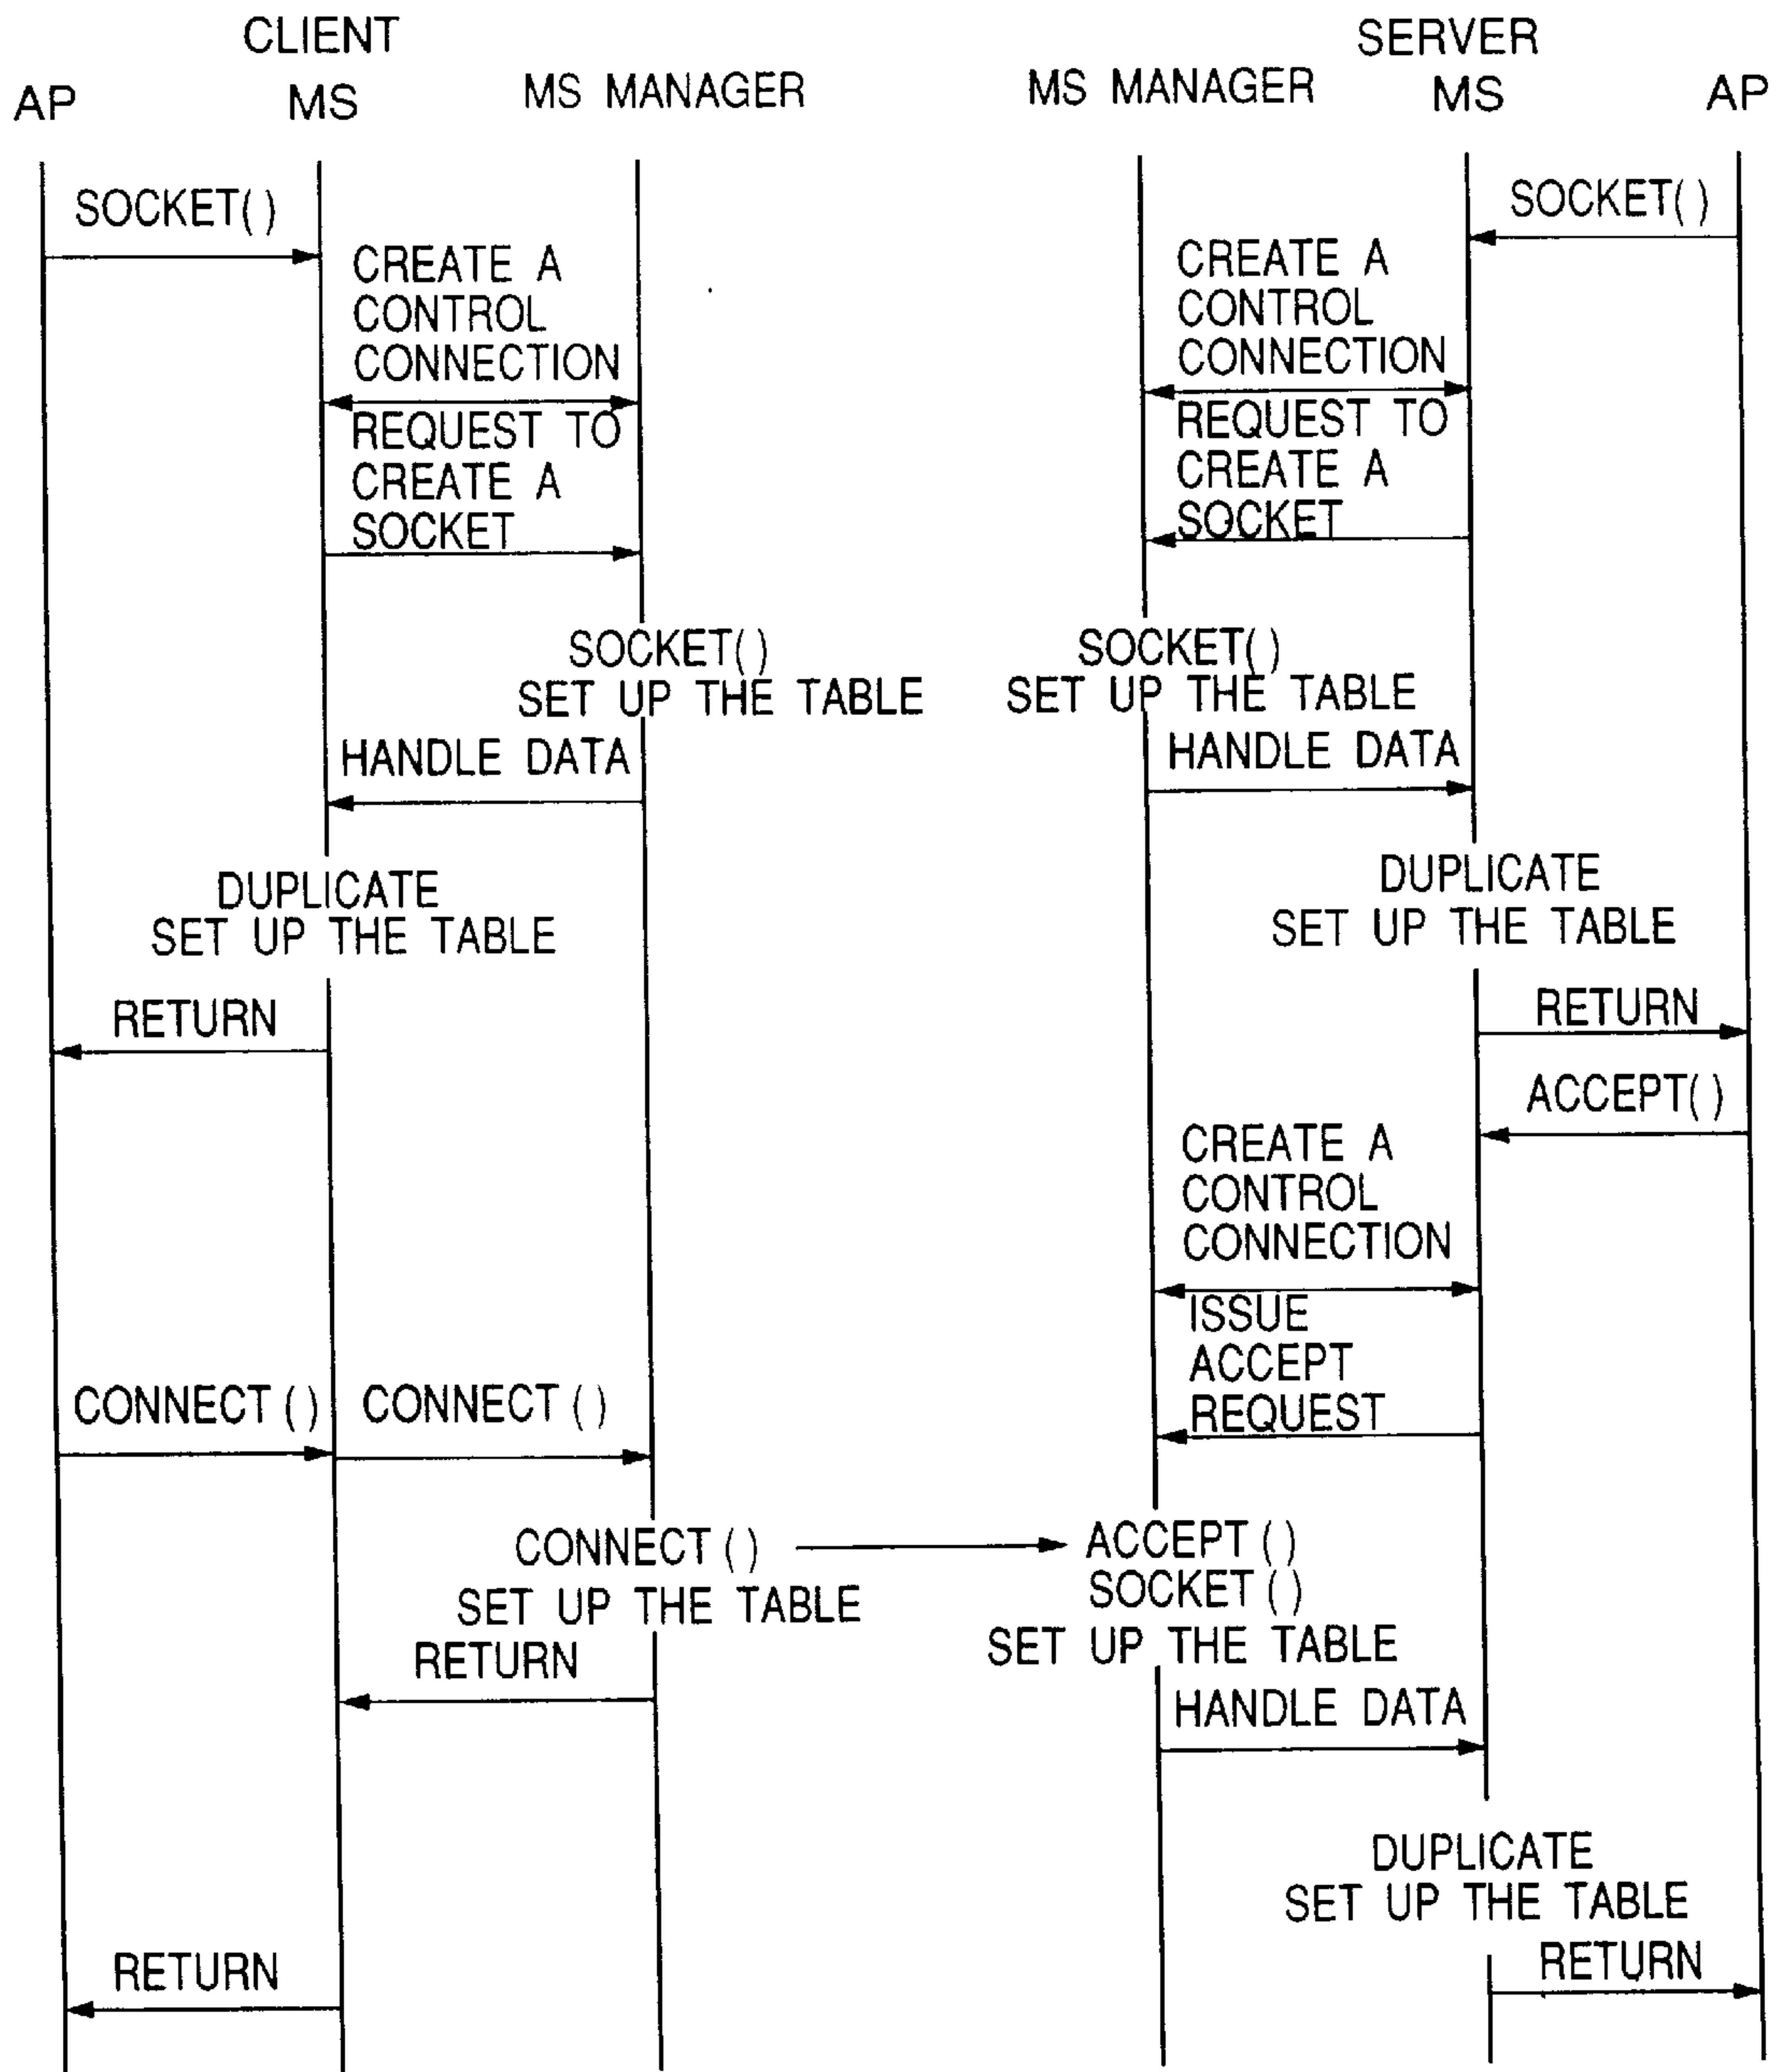 CLIENT
SERVER
AP
MS
MS MANAGER
MS MANAGER
MS
AP
SOCKET( )
SOCKET( )
CREATE A
CONTROL
CONNECTION
CREATE A
CONTROL
CONNECTION
REQUEST TO
CREATE A
SOCKET
REQUEST TO
CREATE A
SOCKET
SOCKET()
SET UP THE TABLE
SOCKET()
SET UP THE TABLE
HANDLE DATA
HANDLE DATA
DUPLICATE
SET UP THE TABLE
DUPLICATE
SET UP THE TABLE
RETURN
RETURN
ACCEPT( )
CREATE A
CONTROL
CONNECTION
ISSUE
ACCEPT
REQUEST
CONNECT ( )
CONNECT ( )
CONNECT ( )
SET UP THE TABLE
ACCEPT ( )
SOCKET ( )
SET UP THE TABLE
RETURN
HANDLE DATA
DUPLICATE
SET UP THE TABLE
RETURN
RETURN